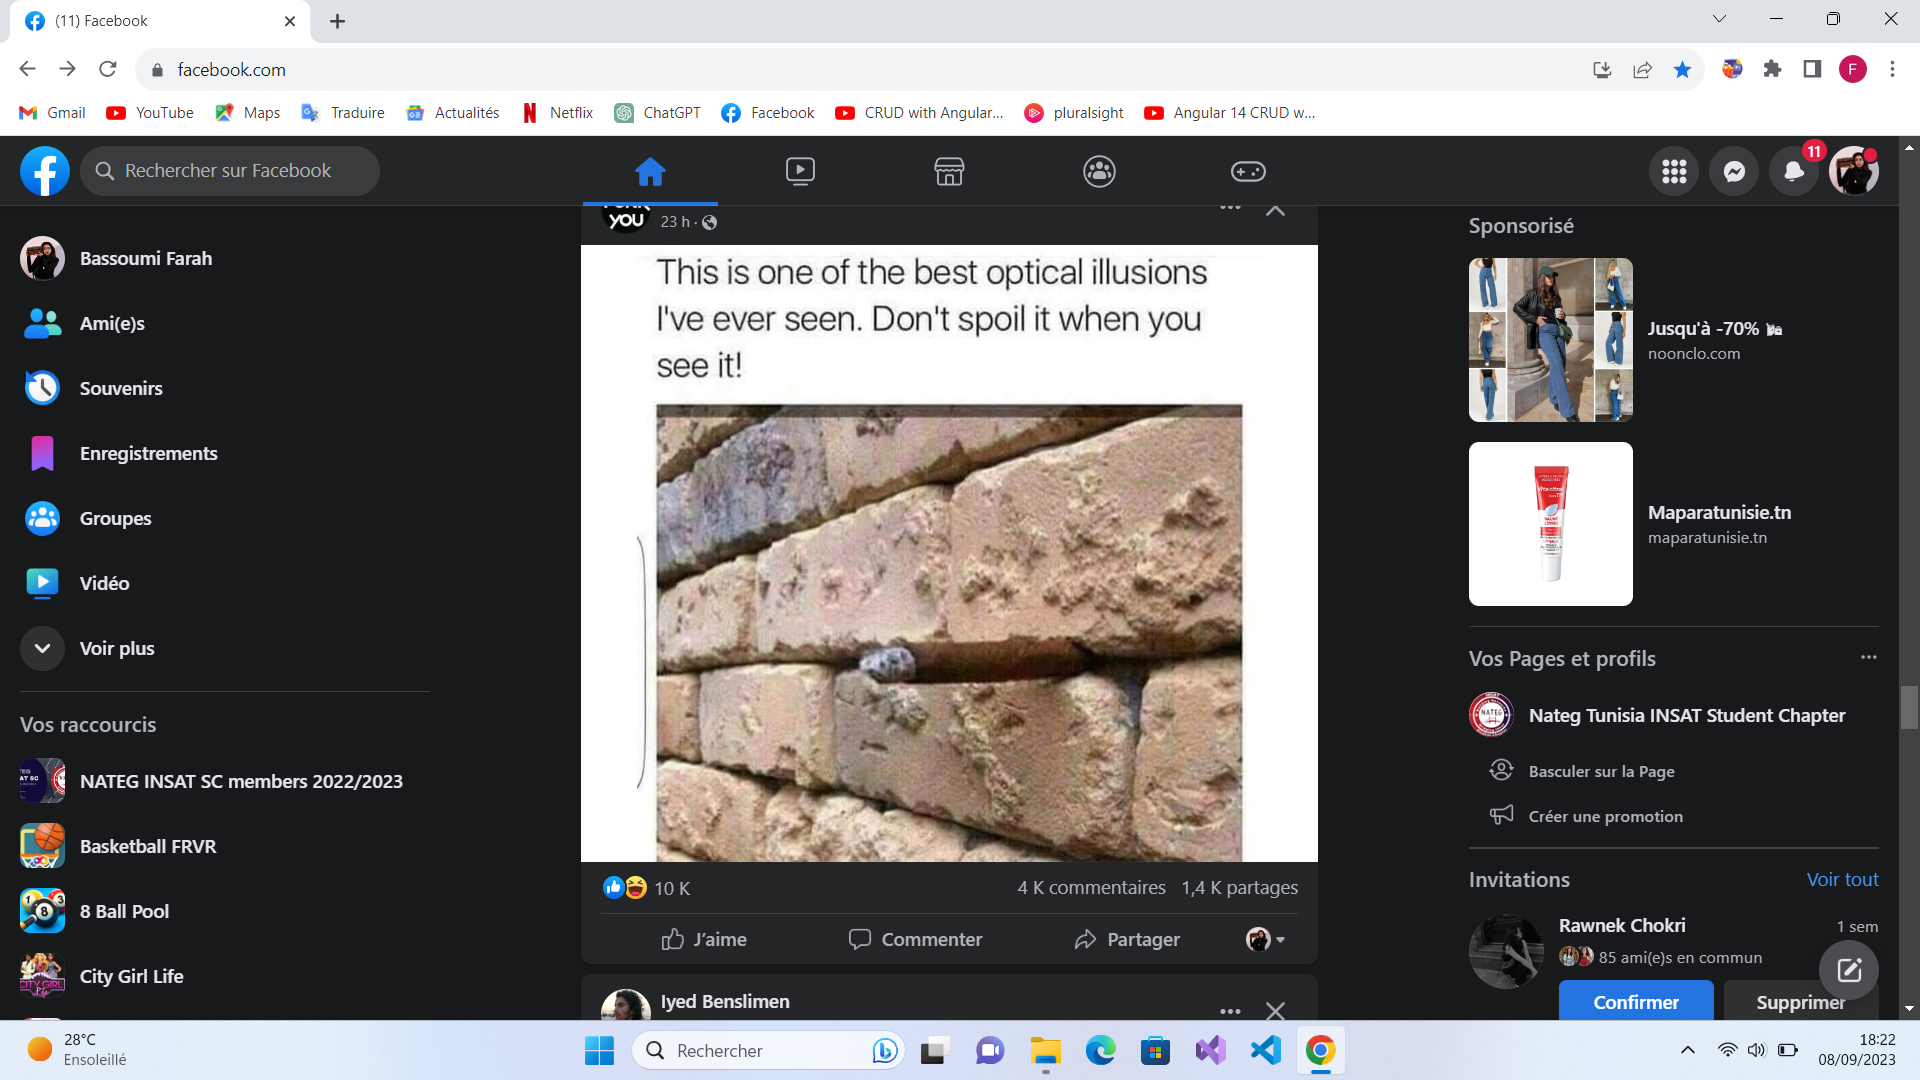 (11) Facebook
facebook.com
Gmail
YouTube
Maps
Traduire
Actualités
Netflix
ChatGPT
Facebook
CRUD with Angular...
pluralsight
Angular 14 CRUD w...
Rechercher sur Facebook
11
Bassoumi Farah
Ami(e)s
Souvenirs
Enregistrements
Groupes
Vidéo
Voir plus
Vos raccourcis
NATEG INSAT SC members 2022/2023
Basketball FRVR
8 Ball Pool
City Girl Life
YOU
23 h ·
This is one of the best optical illusions
I've ever seen. Don't spoil it when you
see it!
10 K
4 K commentaires 1,4 K partages
J’aime
Commenter
Partager
Iyed Benslimen
Sponsorisé
Jusqu'à -70%
noonclo.com
Maparatunisie.tn
maparatunisie.tn
Vos Pages et profils
Nateg Tunisia INSAT Student Chapter
Basculer sur la Page
Créer une promotion
Invitations
Voir tout
Rawnek Chokri
1 sem
85 ami(e)s en commun
Confirmer
Supprimer
28°C
Ensoleillé
Rechercher
18:22
08/09/2023